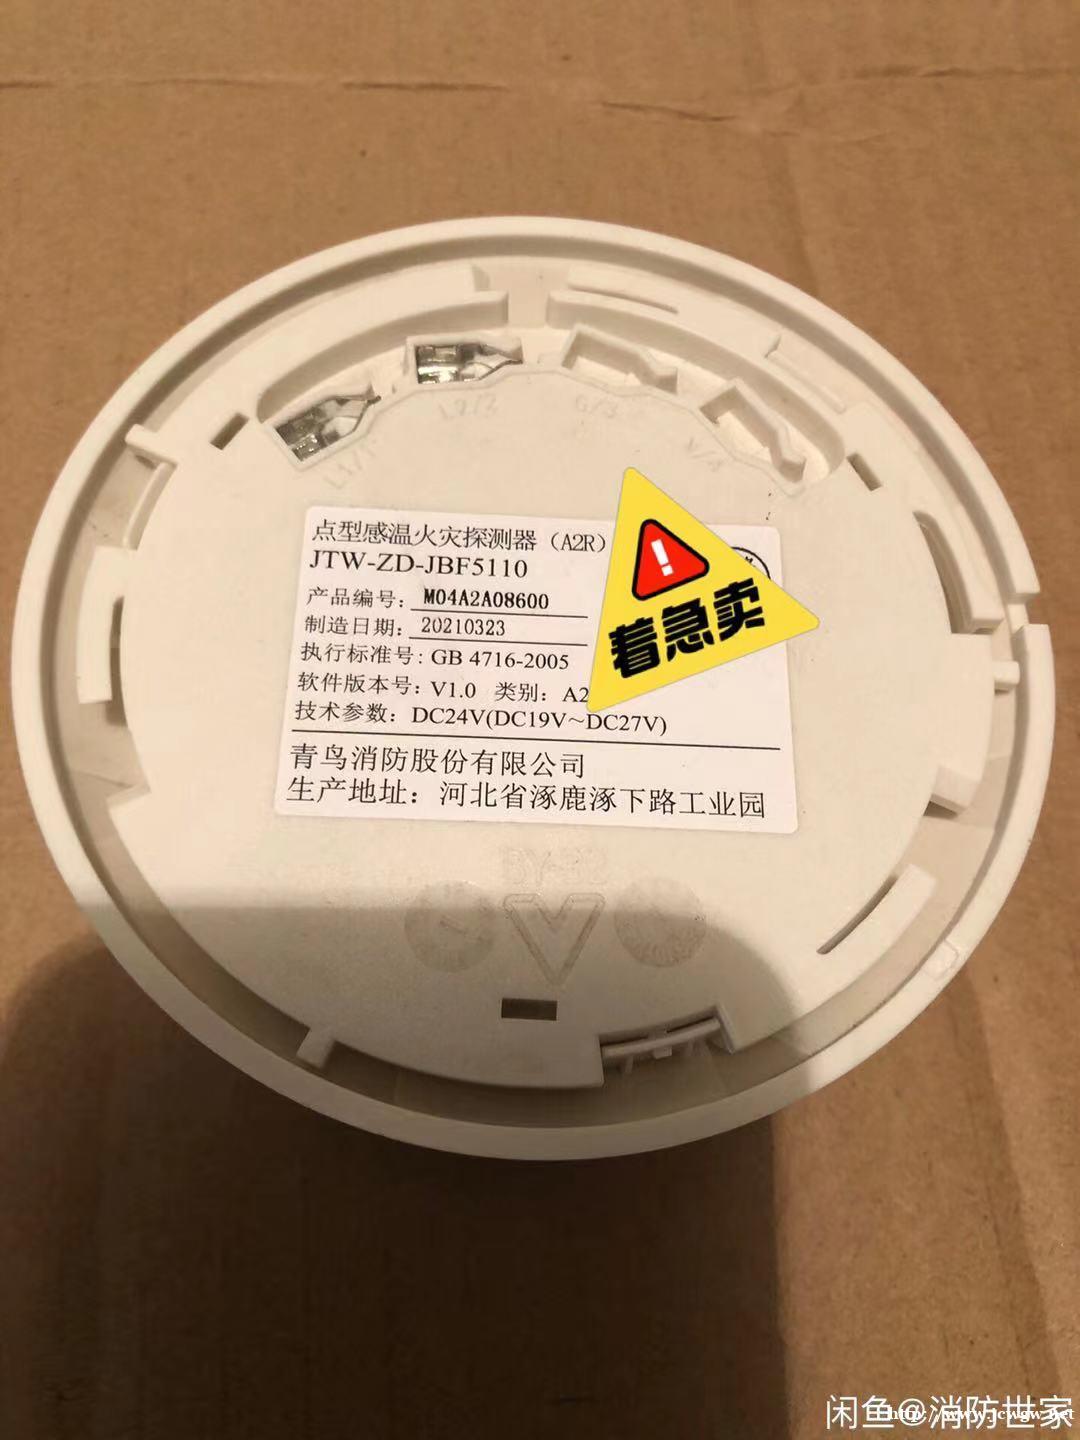 L1/1
L2/2
G/3
点型感温火灾探测器（A2R）
JTW-ZD-JBF5110
产品编号: M04A2A08600
制造日期: 20210323
执行标准号: GB 4716-2005
软件版本号: V1.0 类别: A2
技术参数: DC24V(DC19V~DC27V)
青鸟消防股份有限公司
生产地址: 河北省涿鹿涿下路工业园
!
着急卖
闲鱼@消防世家
http://www.jcwgw.net